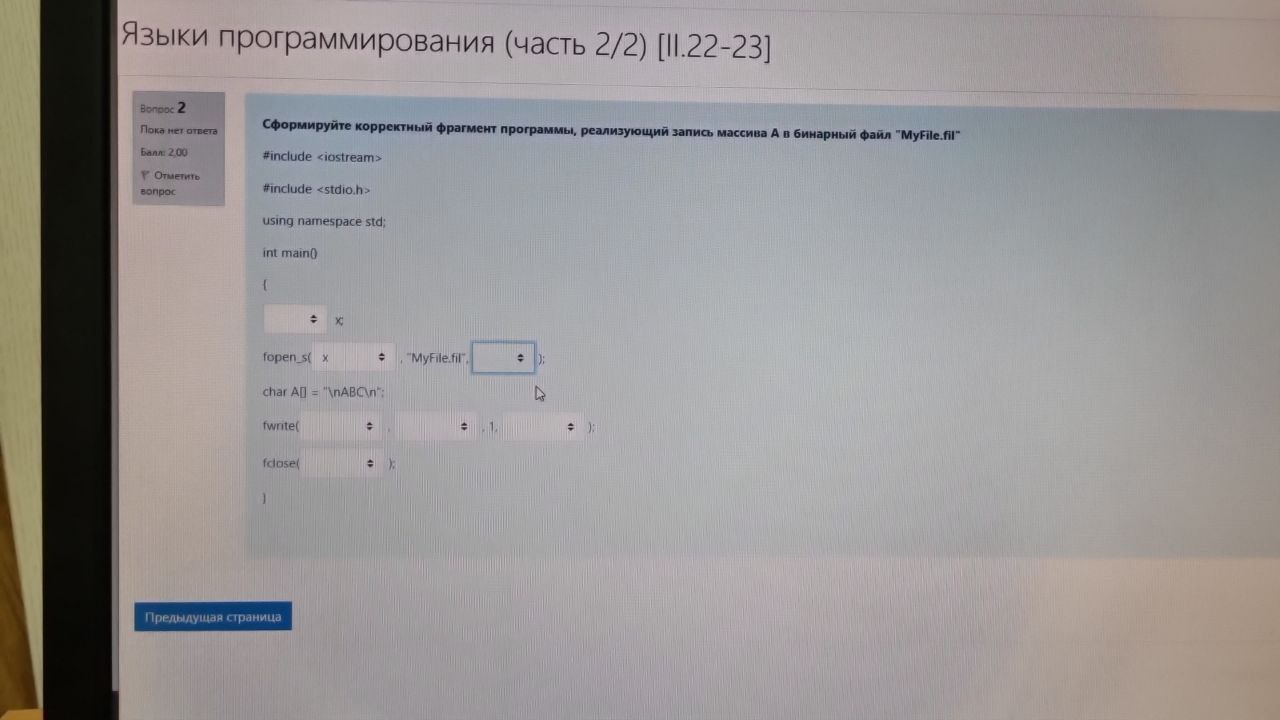 Языки программирования (часть 2/2) [II.22-23]
Вопрос 2
Пока нет ответа
Балл: 2,00
Отметить
вопрос
Сформируйте корректный фрагмент программы, реализующий запись массива А в бинарный файл "MyFile.fil"
#include <iostream>
#include <stdio.h>
using namespace std;
int main()
{
x;
fopen_s( x , "MyFile.fil", );
char A[] = "\nABC\n";
fwrite( , , 1, );
fclose( );
}
Предыдущая страница